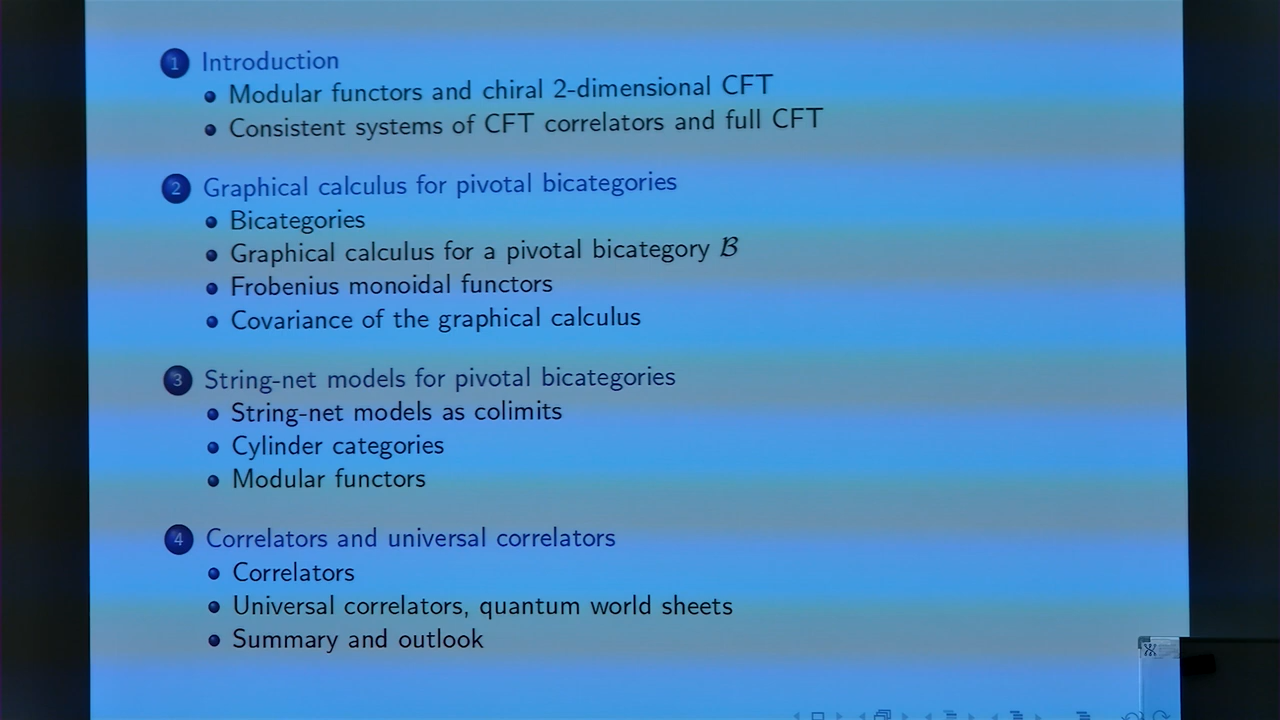 1 Introduction
Modular functors and chiral 2-dimensional CFT
Consistent systems of CFT correlators and full CFT
2 Graphical calculus for pivotal bicategories
Bicategories
Graphical calculus for a pivotal bicategory ℬ
Frobenius monoidal functors
Covariance of the graphical calculus
3 String-net models for pivotal bicategories
String-net models as colimits
Cylinder categories
Modular functors
4 Correlators and universal correlators
Correlators
Universal correlators, quantum world sheets
Summary and outlook